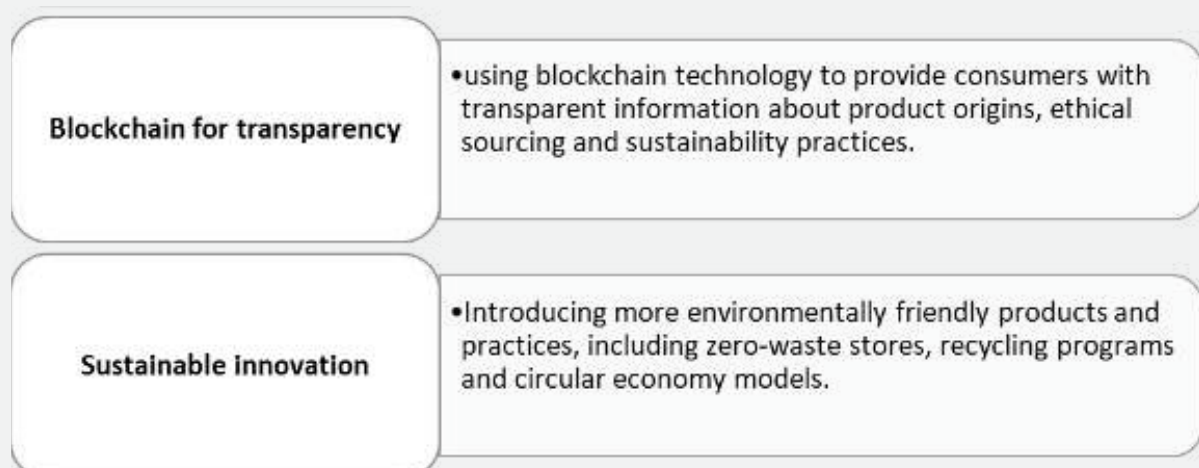 Blockchain for transparency
•using blockchain technology to provide consumers with
transparent information about product origins, ethical
sourcing and sustainability practices.
Sustainable innovation
•Introducing more environmentally friendly products and
practices, including zero-waste stores, recycling programs
and circular economy models.